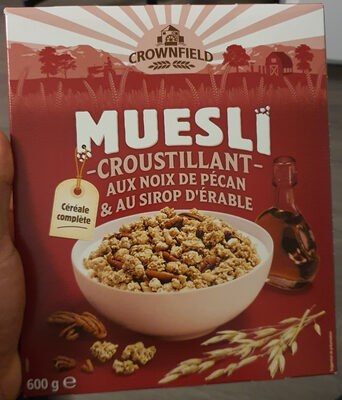 CROWNFIELD
MUESLI
-CROUSTILLANT-
AUX NOIX DE PÉCAN
& AU SIROP D'ÉRABLE
Céréale
complète
600 g e